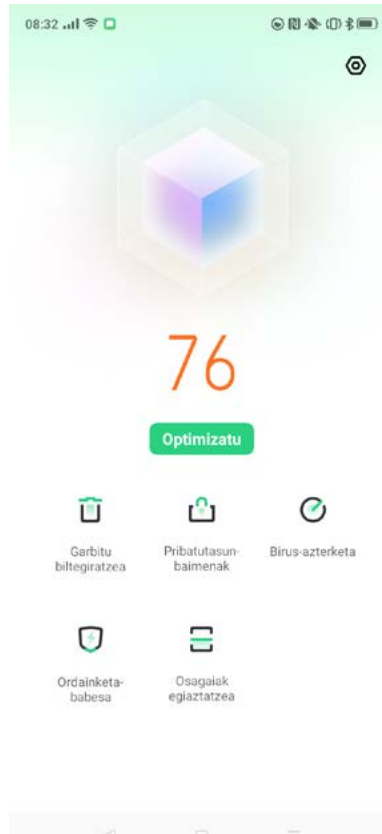 08:32
76
Optimizatu
Garbitu
biltegiratzea
Pribatutasun-
baimenak
Birus-azterketa
Ordainketa-
babesa
Osagaiak
egiaztatzea